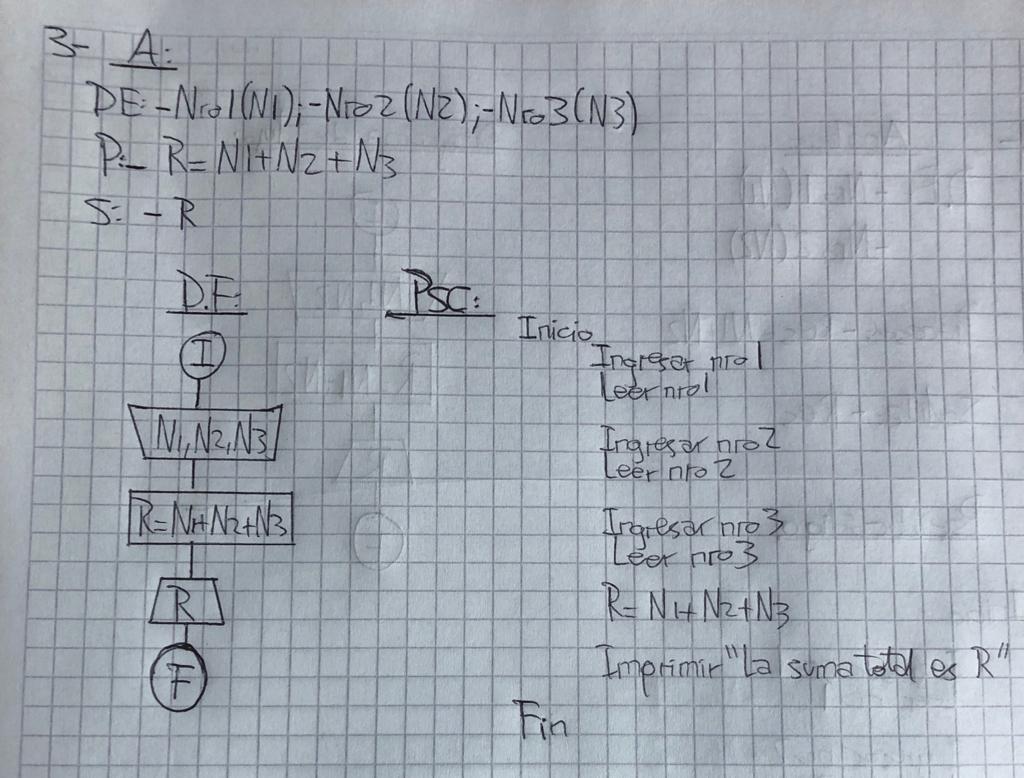 3- A:
DE: -Nro1(N1); -Nro2(N2); -Nro3(N3)
P:- R=N1+N2+N3
S: - R
D.F:
I
N1,N2,N3
R=N1+N2+N3
R
F
PSC:
Inicio
Ingresar nro1
Leer nro1
Ingresar nro2
Leer nro2
Ingresar nro3
Leer nro3
R=N1+N2+N3
Imprimir "La suma total es R"
Fin